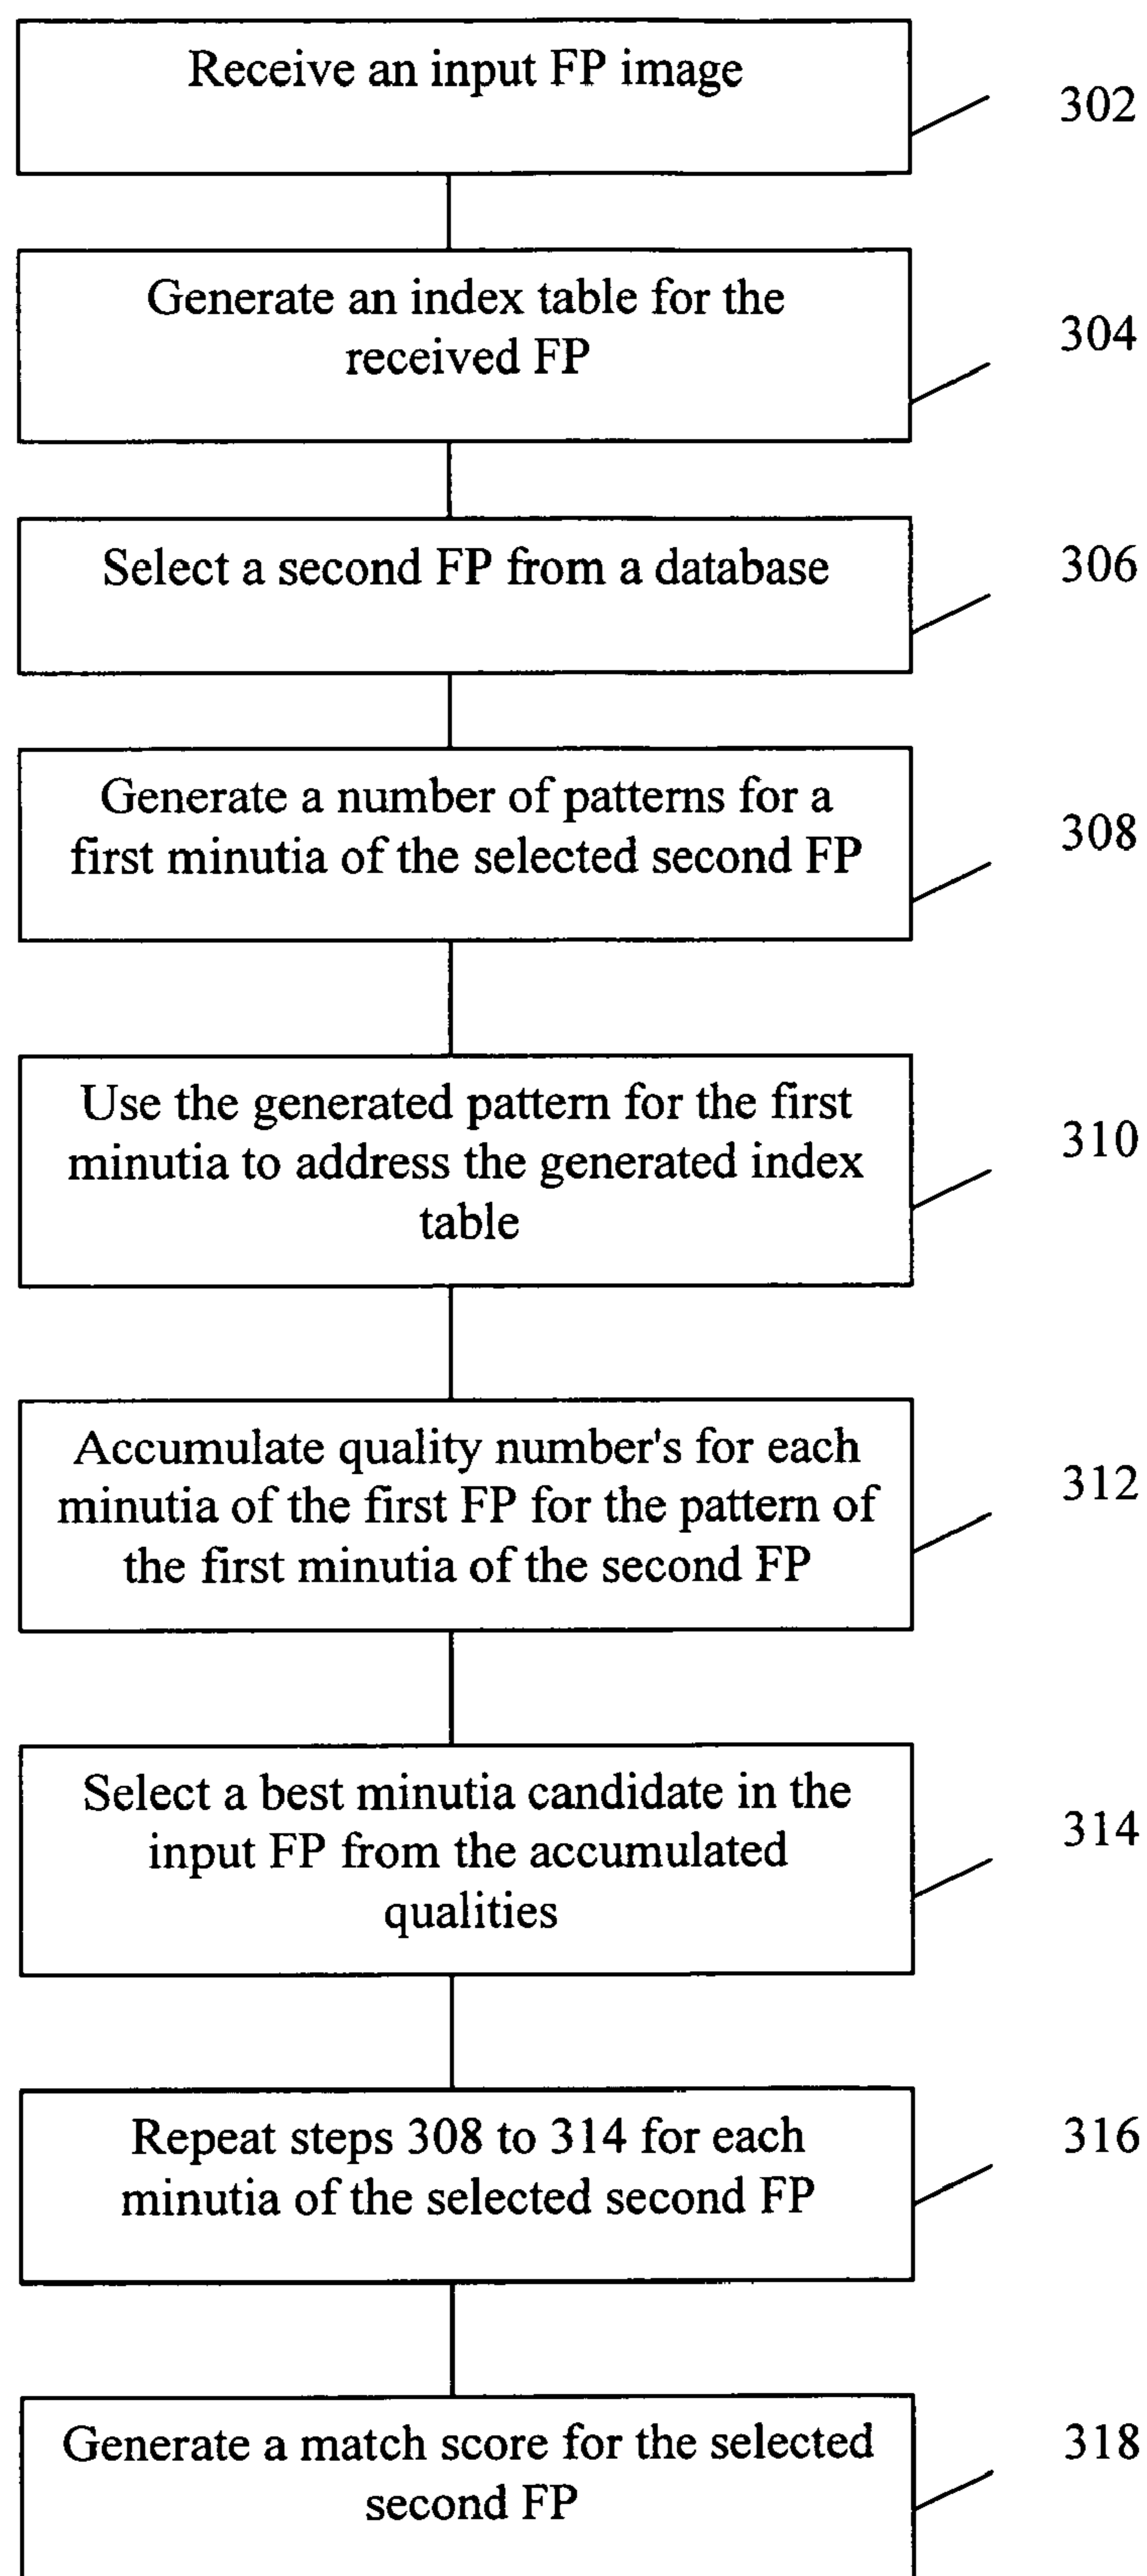 Receive an input FP image
302
Generate an index table for the
received FP
304
Select a second FP from a database
306
Generate a number of patterns for a
first minutia of the selected second FP
308
Use the generated pattern for the first
minutia to address the generated index
table
310
Accumulate quality number's for each
minutia of the first FP for the pattern of
the first minutia of the second FP
312
Select a best minutia candidate in the
input FP from the accumulated
qualities
314
Repeat steps 308 to 314 for each
minutia of the selected second FP
316
Generate a match score for the selected
second FP
318